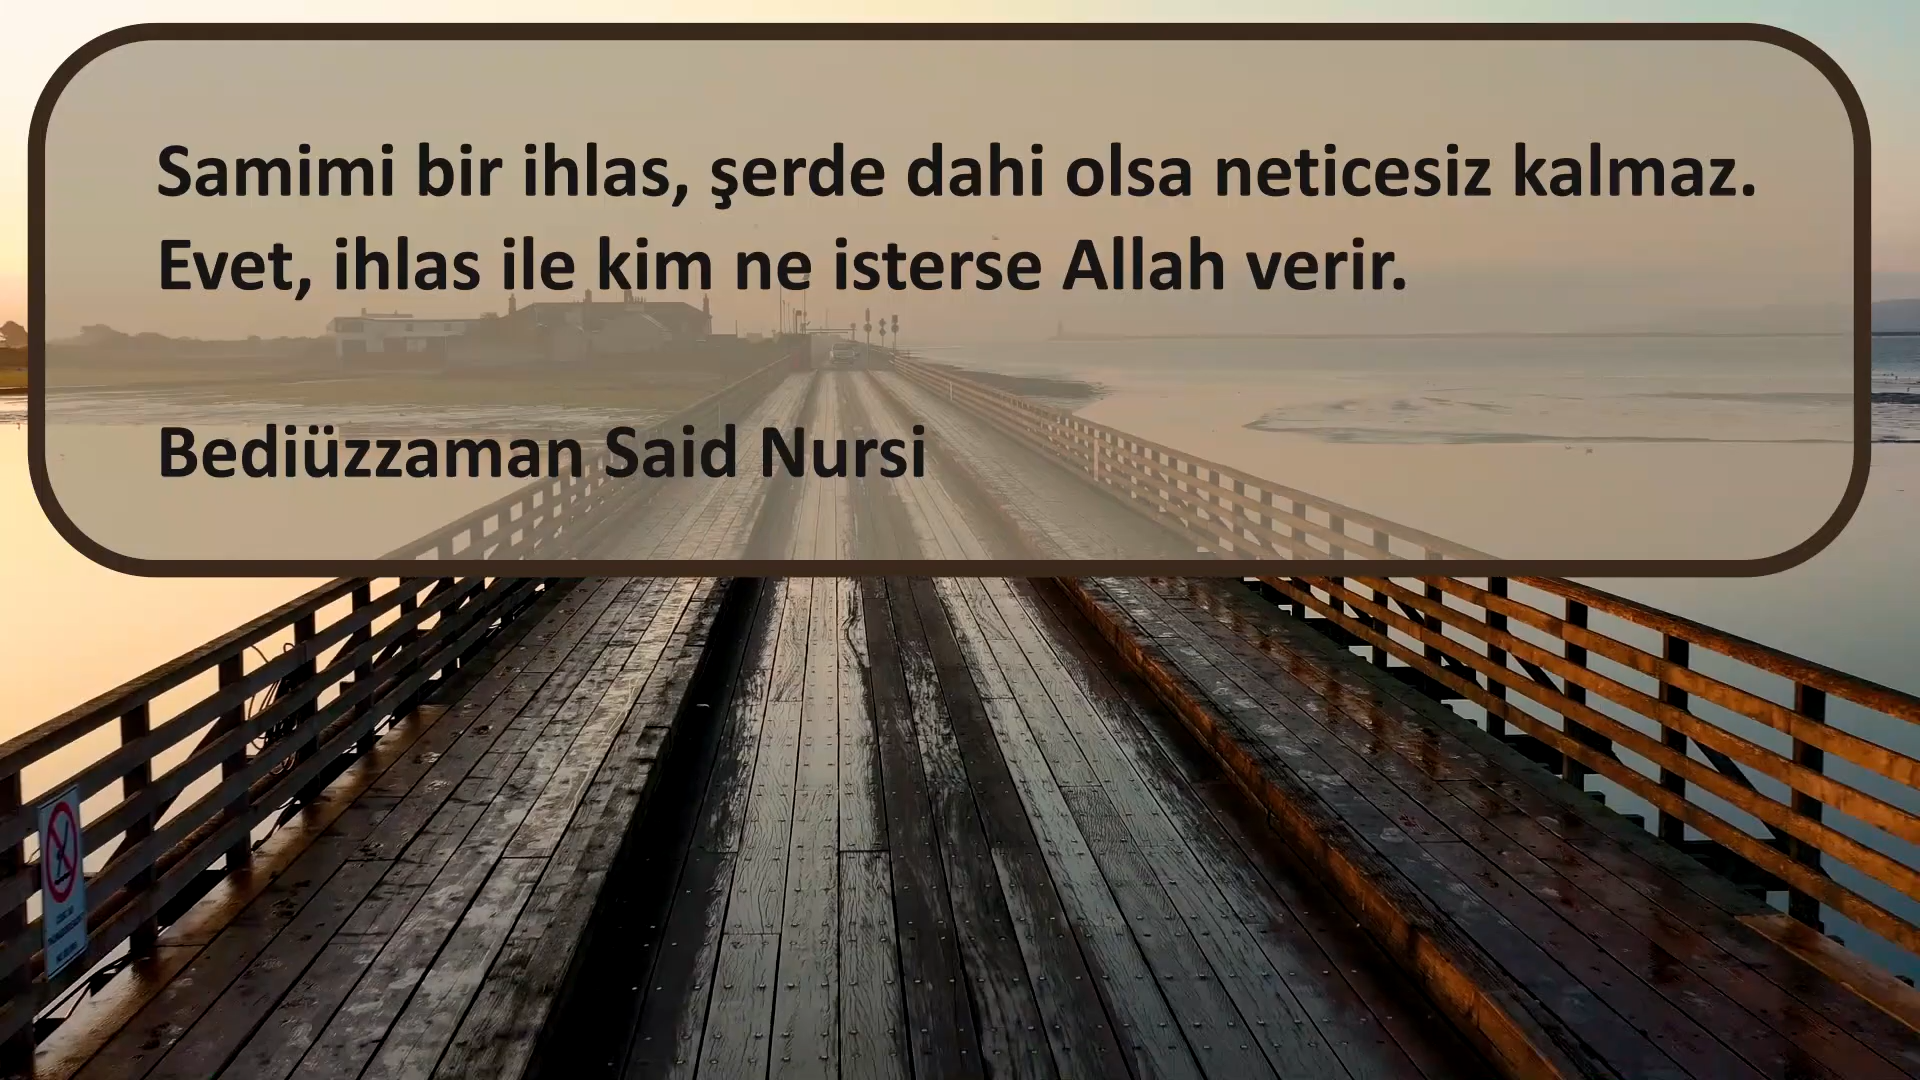 Samimi bir ihlas, şerde dahi olsa neticesiz kalmaz.
Evet, ihlas ile kim ne isterse Allah verir.
Bediüzzaman Said Nursi